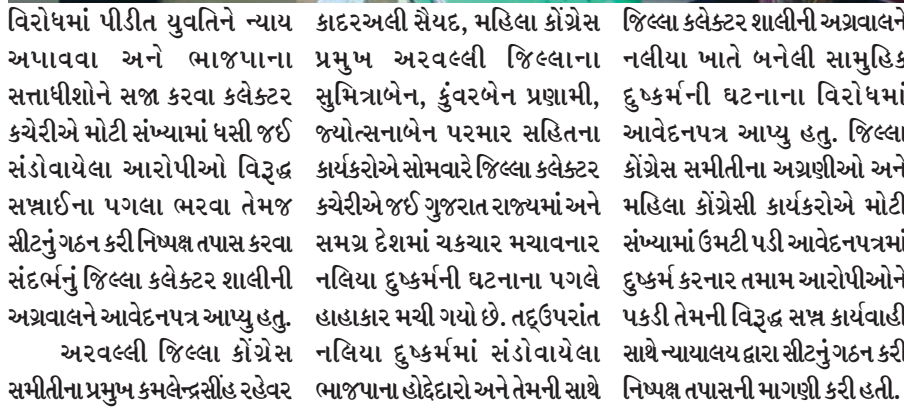 વિરોધમાં પીડીત યુવતિને ન્યાય
અપાવવા અને ભાજપાના
સત્તાધીશોને સજા કરવા કલેક્ટર
કચેરીએ મોટી સંખ્યામાં ધસી જઈ
સંડોવાયેલા આરોપીઓ વિરૂદ્ધ
સખ્નાઈના પગલા ભરવા તેમજ
સીટનું ગઠન કરી નિષ્પક્ષ તપાસ કરવા
સંદર્ભનું જિલ્લા કલેક્ટર શાલીની
અગ્રવાલને આવેદનપત્ર આપ્યુ હતુ.
અરવલ્લી જિલ્લા કોંગ્રેસ
સમીતીના પ્રમુખ કમલેન્દ્રસીંહ રહેવર
કાદરઅલી સૈયદ, મહિલા કોંગ્રેસ
પ્રમુખ અરવલ્લી જિલ્લાના
સુમિત્રાબેન, કુંવરબેન પ્રણામી,
જ્યોત્સનાબેન પરમાર સહિતના
કાર્યકરોએ સોમવારે જિલ્લા કલેક્ટર
કચેરીએ જઈ ગુજરાત રાજ્યમાં અને
સમગ્ર દેશમાં ચકચાર મચાવનાર
નલિયા દુષ્કર્મની ઘટનાના પગલે
હાહાકાર મચી ગયો છે. તદ્ઉપરાંત
નલિયા દુષ્કર્મમાં સંડોવાયેલા
ભાજપાના હોદ્દેદારો અને તેમની સાથે
જિલ્લા કલેક્ટર શાલીની અગ્રવાલને
નલીયા ખાતે બનેલી સામુહિક
દુષ્કર્મની ઘટનાના વિરોધમાં
આવેદનપત્ર આપ્યુ હતુ. જિલ્લા
કોંગ્રેસ સમીતીના અગ્રણીઓ અને
મહિલા કોંગ્રેસી કાર્યકરોએ મોટી
સંખ્યામાં ઉમટી પડી આવેદનપત્રમાં
દુષ્કર્મ કરનાર તમામ આરોપીઓને
પકડી તેમની વિરૂદ્ધ સખ્ન કાર્યવાહી
સાથે ન્યાયાલય દ્વારા સીટનું ગઠન કરી
નિષ્પક્ષ તપાસની માગણી કરી હતી.